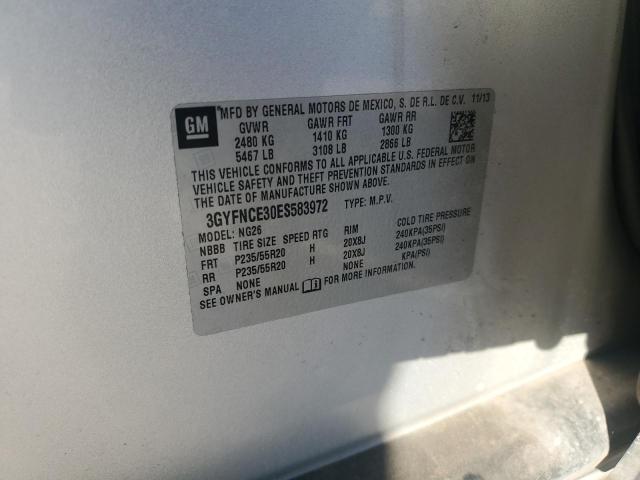 GM
*MFD BY GENERAL MOTORS DE MEXICO, S. DE R.L. DE C.V. 11/13
GVWR GAWR FRT GAWR RR
2480 KG 1410 KG 1300 KG
5467 LB 3108 LB 2866 LB
THIS VEHICLE CONFORMS TO ALL APPLICABLE U.S. FEDERAL MOTOR
VEHICLE SAFETY AND THEFT PREVENTION STANDARDS IN EFFECT ON
THE DATE OF MANUFACTURE SHOWN ABOVE.
3GYFNCE30ES583972 TYPE: M.P.V.
MODEL: NG26
NBBB TIRE SIZE SPEED RTG RIM COLD TIRE PRESSURE
FRT P235/55R20 H 20X8J 240KPA(35PSI)
RR P235/55R20 H 20X8J 240KPA(35PSI)
SPA NONE NONE KPA(PSI)
SEE OWNER'S MANUAL FOR MORE INFORMATION.